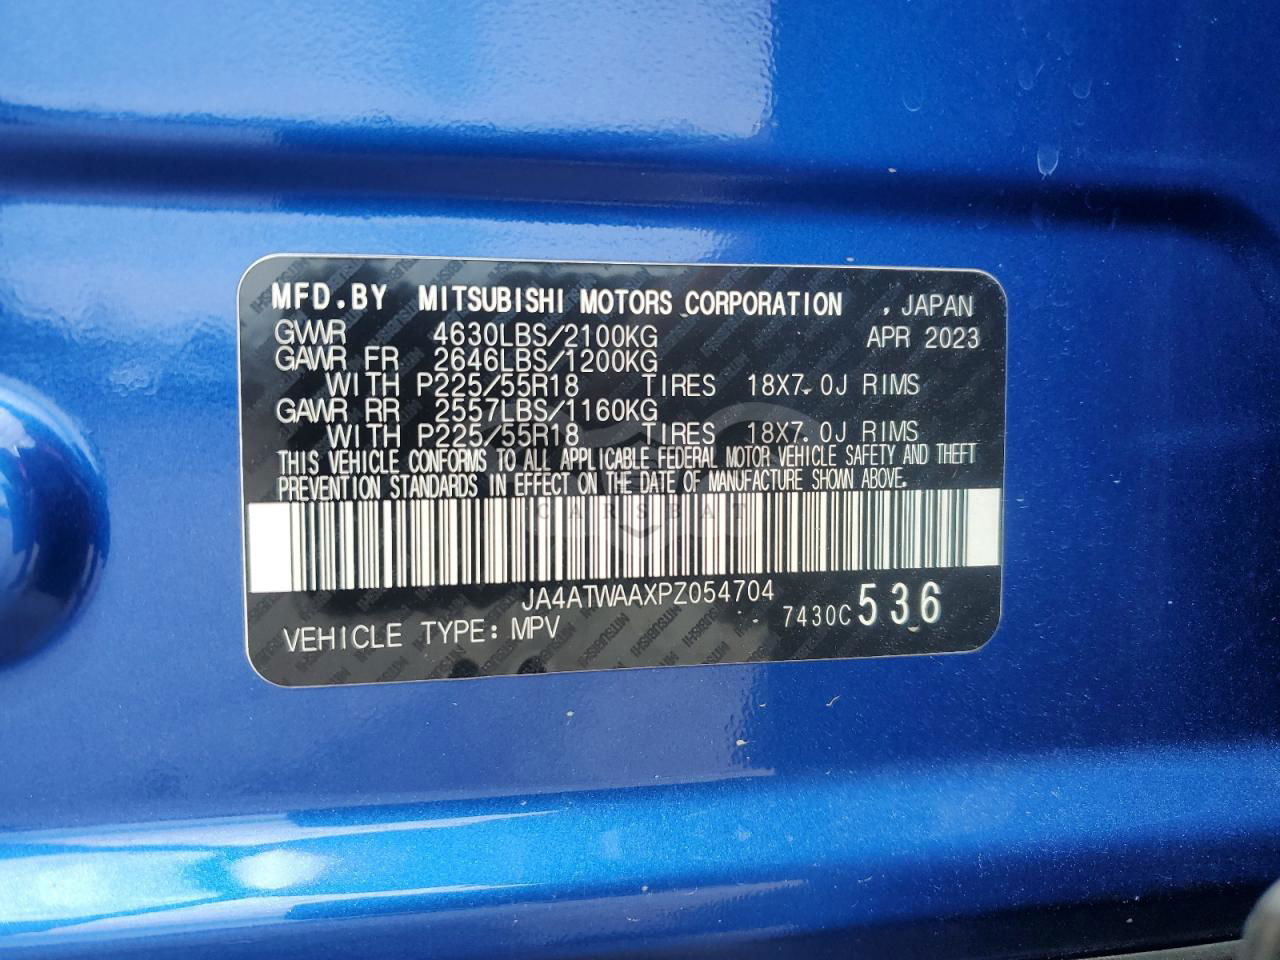 MFD.BY MITSUBISHI MOTORS CORPORATION , JAPAN
GVWR 4630LBS/2100KG APR 2023
GAWR FR 2646LBS/1200KG
WITH P225/55R18 TIRES 18X7.0J RIMS
GAWR RR 2557LBS/1160KG
WITH P225/55R18 TIRES 18X7.0J RIMS
THIS VEHICLE CONFORMS TO ALL APPLICABLE FEDERAL MOTOR VEHICLE SAFETY AND THEFT
PREVENTION STANDARDS IN EFFECT ON THE DATE OF MANUFACTURE SHOWN ABOVE.
CARSBAT
JA4ATWAAXPZ054704
7430C 536
VEHICLE TYPE: MPV